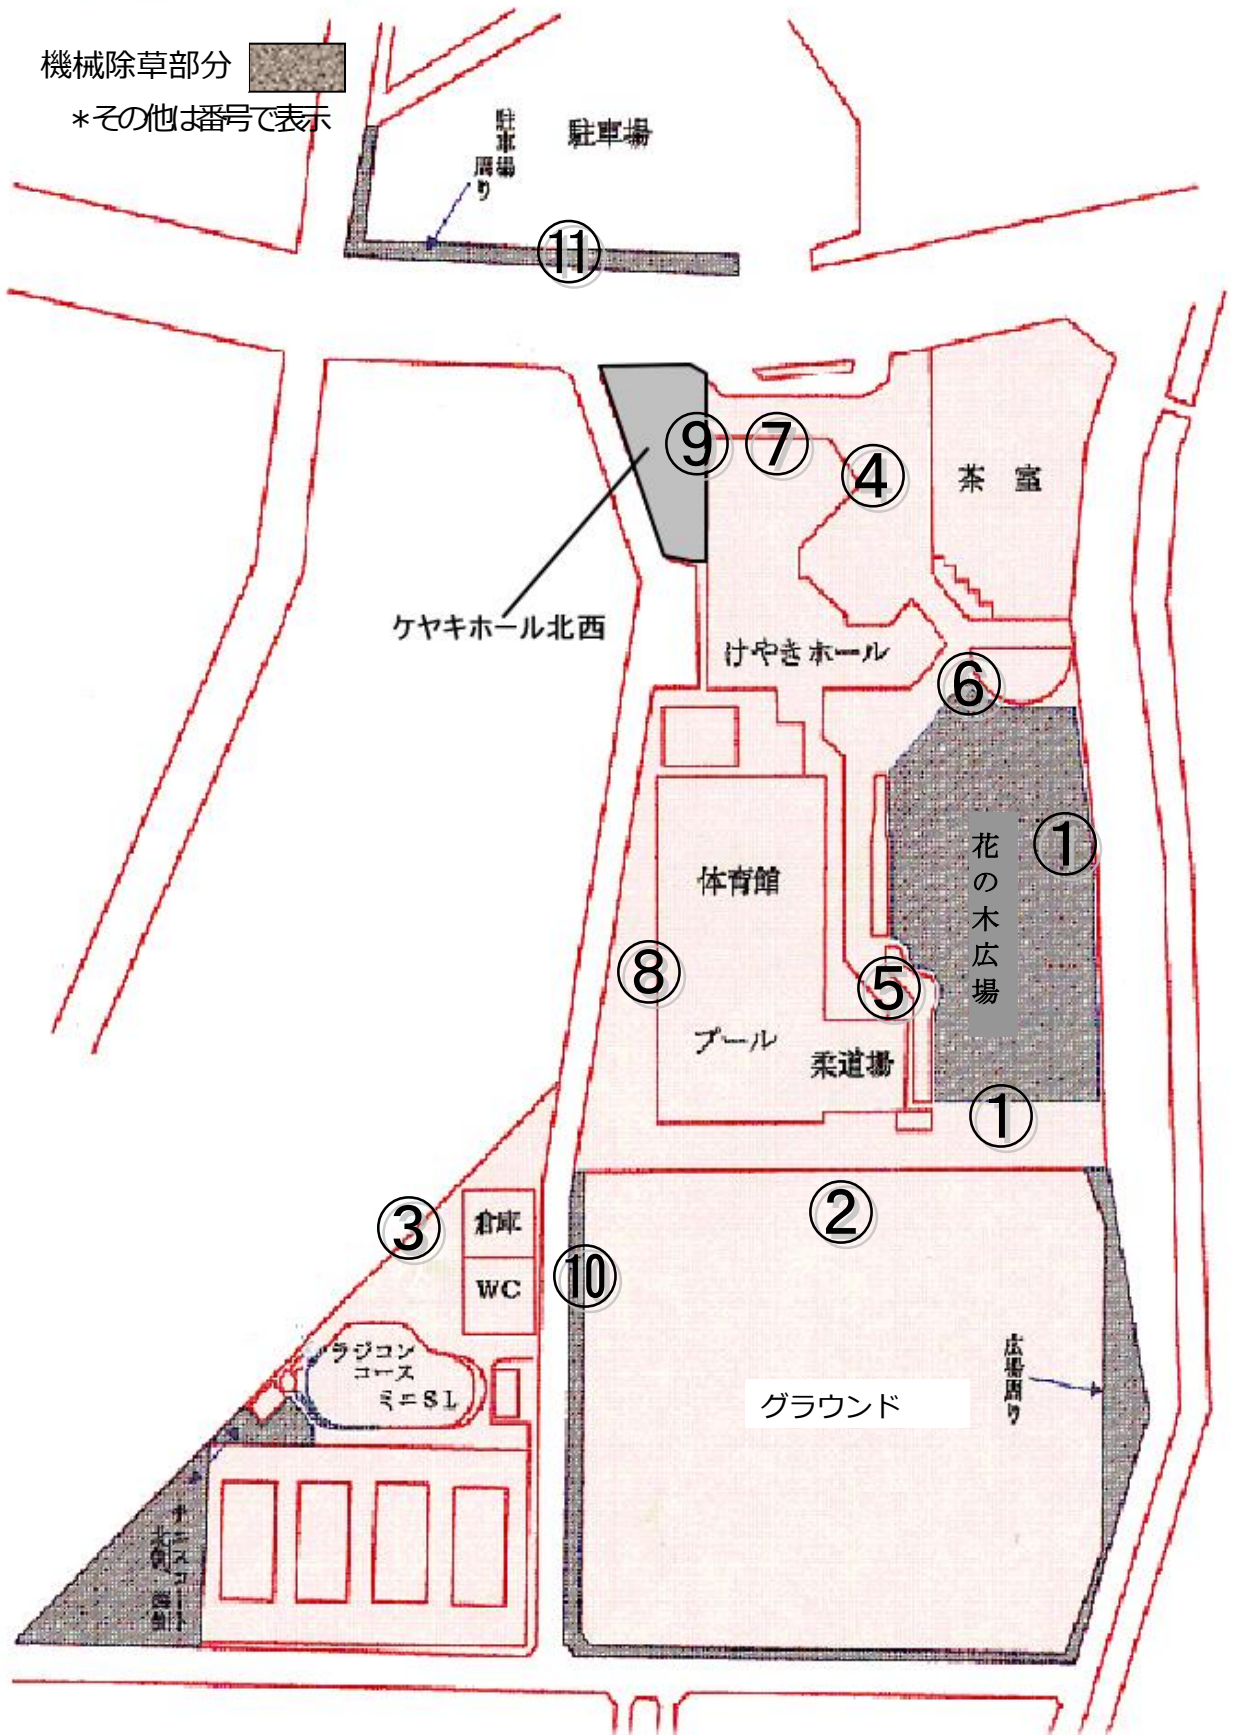 機械除草部分
*その他は番号で表示
駐車場
周り
駐車場
⑪
⑨
⑦
④
茶室
ケヤキホール北西
けやきホール
⑥
花の木広場
①
体育館
⑧
⑤
プール
柔道場
①
③
倉庫
②
WC
⑩
ラジコン
コース
ミニSL
広場周り
グラウンド
テニスコート